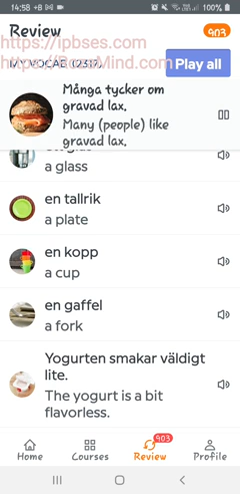 14:58
100%
Review
903
https://ipbses.com
MY VOCAB (2317)
Play all
Många tycker om
gravad lax.
Many (people) like
gravad lax.
a glass
en tallrik
a plate
en kopp
a cup
en gaffel
a fork
Yogurten smakar väldigt
lite.
The yogurt is a bit
flavorless.
903
Home Courses Review Profile